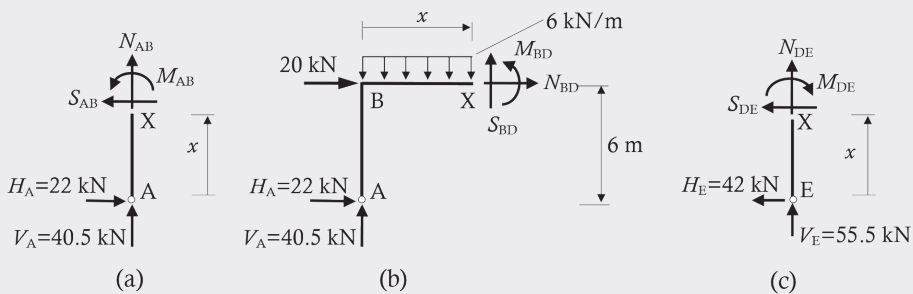 N_AB
M_AB
S_AB
X
x
H_A=22 kN
A
V_A=40.5 kN
(a)
x
6 kN/m
20 kN
M_BD
N_BD
B
X
S_BD
6 m
H_A=22 kN
A
V_A=40.5 kN
(b)
N_DE
M_DE
S_DE
X
x
H_E=42 kN
E
V_E=55.5 kN
(c)